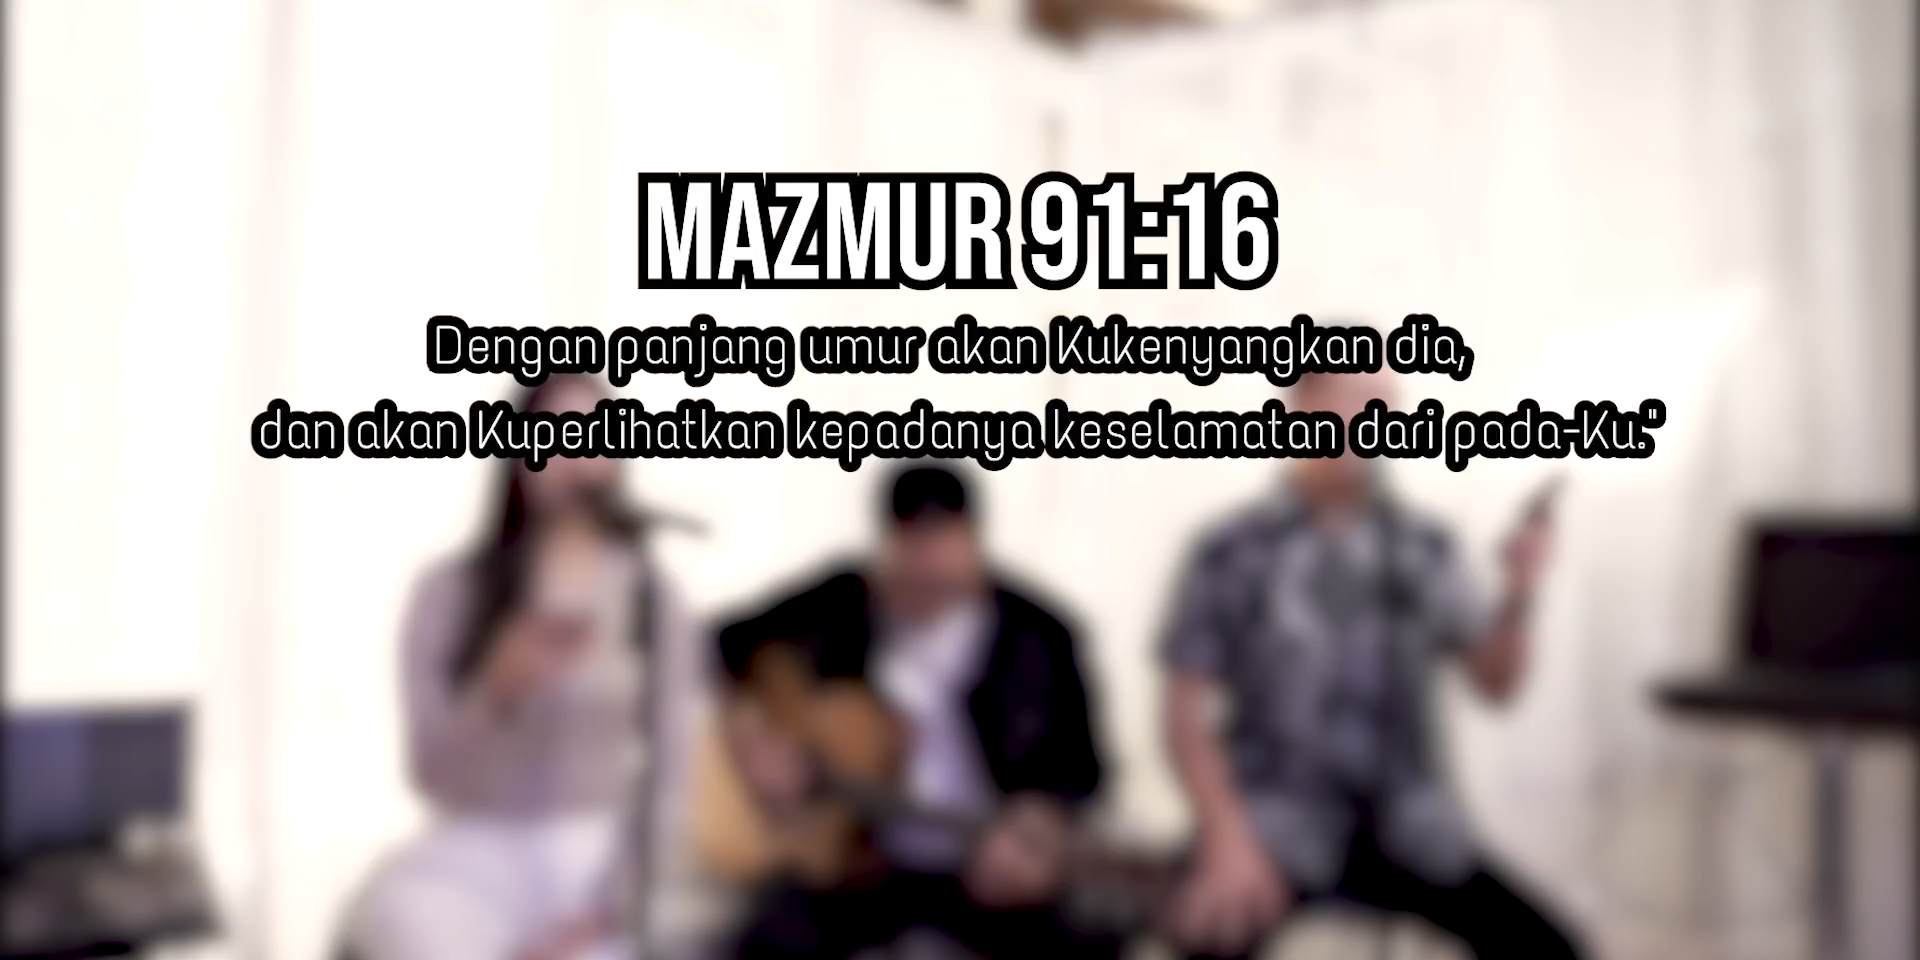 MAZMUR 91:16
Dengan panjang umur akan Kukenyangkan dia,
dan akan Kuperlihatkan kepadanya keselamatan dari pada-Ku."